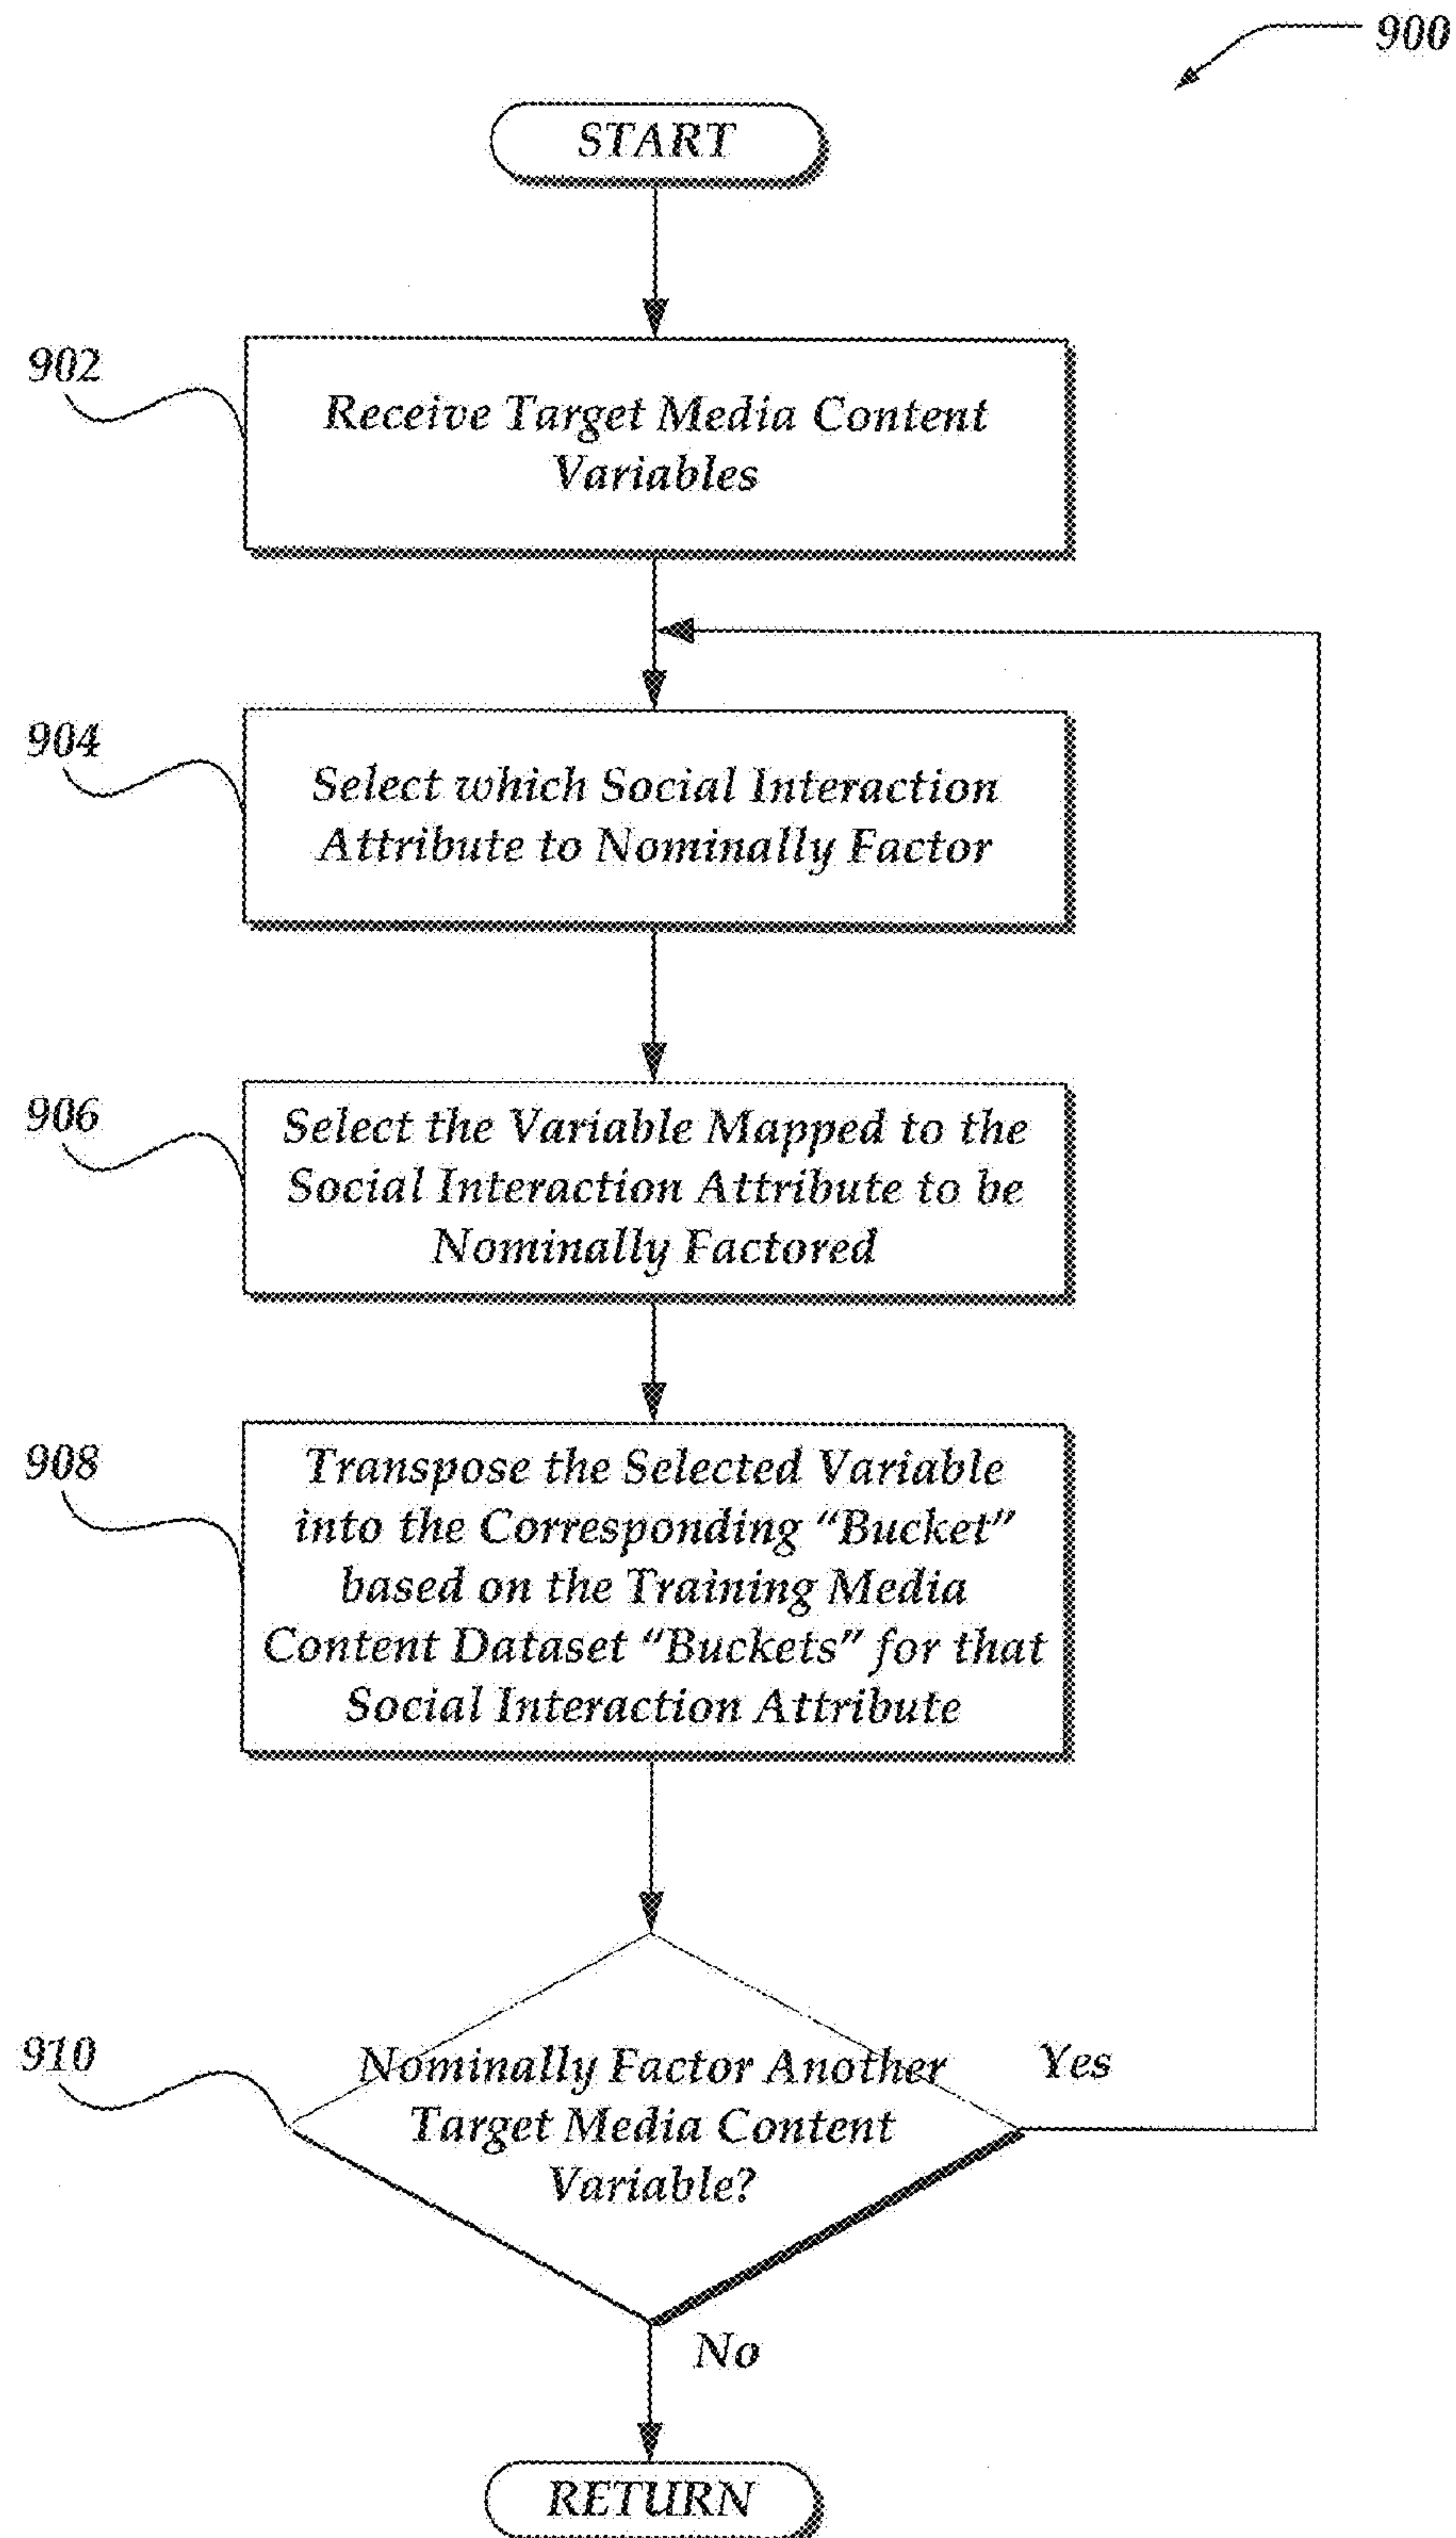 900
START
902
Receive Target Media Content
Variables
904
Select which Social Interaction
Attribute to Nominally Factor
906
Select the Variable Mapped to the
Social Interaction Attribute to be
Nominally Factored
908
Transpose the Selected Variable
into the Corresponding “Bucket”
based on the Training Media
Content Dataset “Buckets” for that
Social Interaction Attribute
910
Nominally Factor Another
Target Media Content
Variable?
Yes
No
RETURN